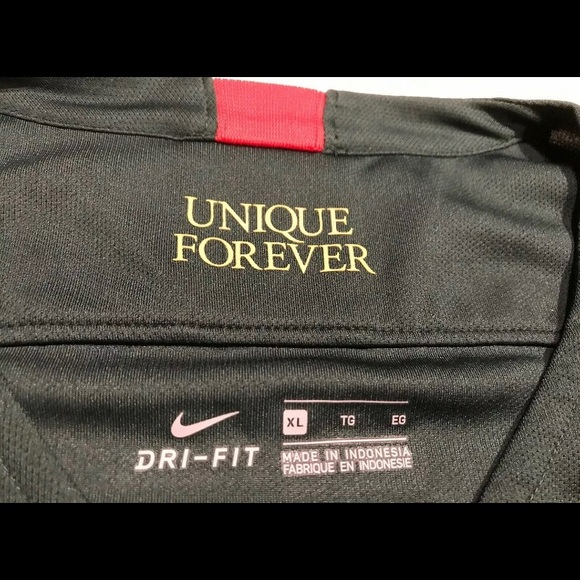 UNIQUE
FOREVER
XL TG EG
DRI-FIT
MADE IN INDONESIA
FABRIQUE EN INDONESIE